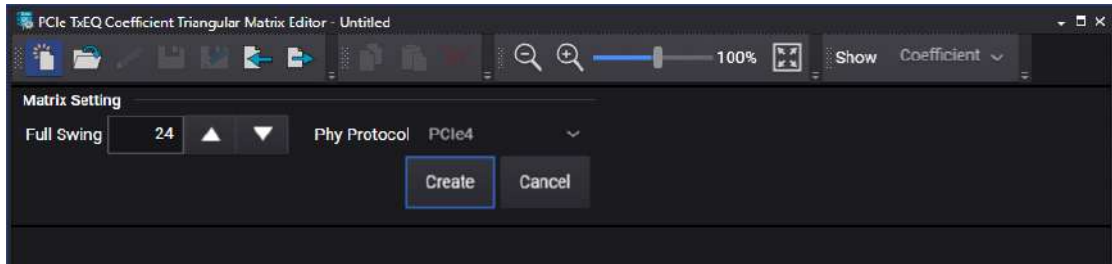 PCIe TxEQ Coefficient Triangular Matrix Editor - Untitled
100% Show Coefficient
Matrix Setting
Full Swing 24 Phy Protocol PCIe4
Create Cancel